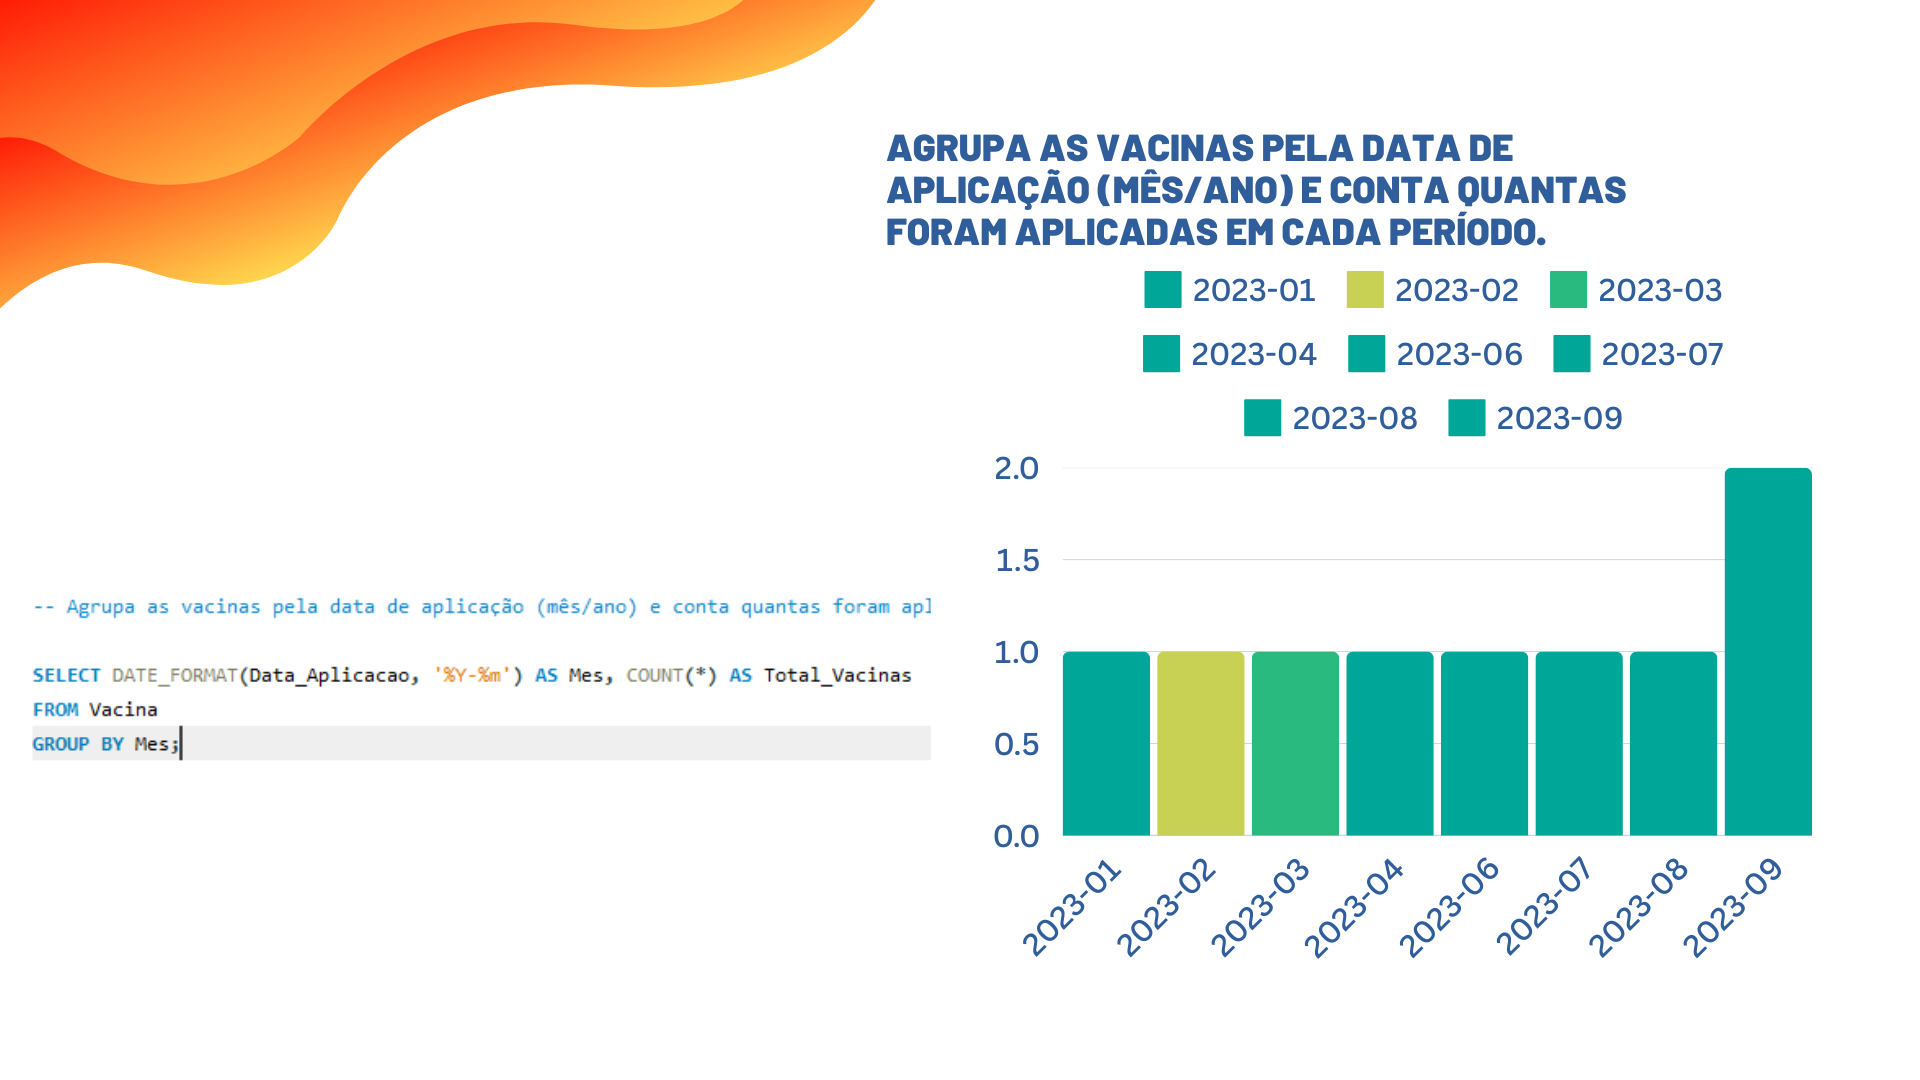 AGRUPA AS VACINAS PELA DATA DE
APLICAÇÃO (MÊS/ANO) E CONTA QUANTAS
FORAM APLICADAS EM CADA PERÍODO.
2023-01 2023-02 2023-03
2023-04 2023-06 2023-07
2023-08 2023-09
2.0
1.5
1.0
0.5
0.0
2023-01 2023-02 2023-03 2023-04 2023-06 2023-07 2023-08 2023-09
-- Agrupa as vacinas pela data de aplicação (mês/ano) e conta quantas foram apl
SELECT DATE_FORMAT(Data_Aplicacao, '%Y-%m') AS Mes, COUNT(*) AS Total_Vacinas
FROM Vacina
GROUP BY Mes;